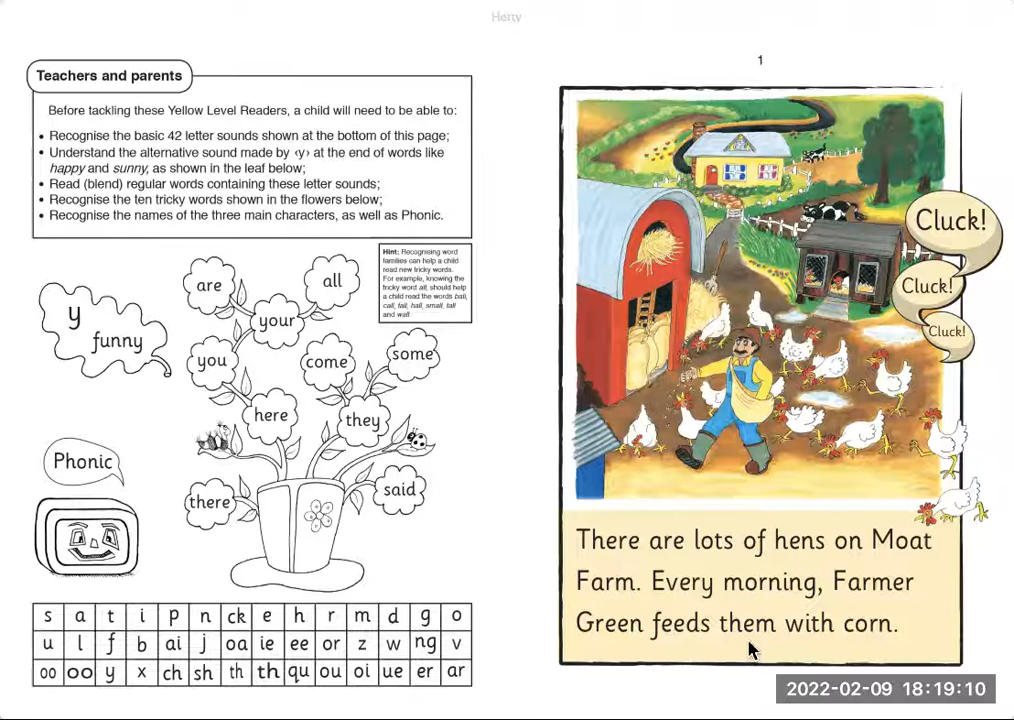 Hetty
Teachers and parents
Before tackling these Yellow Level Readers, a child will need to be able to:
• Recognise the basic 42 letter sounds shown at the bottom of this page;
• Understand the alternative sound made by ‹y› at the end of words like
happy and sunny, as shown in the leaf below;
• Read (blend) regular words containing these letter sounds;
• Recognise the ten tricky words shown in the flowers below;
• Recognise the names of the three main characters, as well as Phonic.
Hint: Recognising word
families can help a child
read new tricky words.
For example, knowing the
tricky word all, should help
a child read the words ball,
call, fall, hall, small, tall
and wall.
y
funny
are
all
your
you
come
some
here
they
there
said
Phonic
s a t i p n ck e h r m d g o
u l f b ai j oa ie ee or z w ng v
oo oo y x ch sh th th qu ou oi ue er ar
1
Cluck!
Cluck!
Cluck!
There are lots of hens on Moat
Farm. Every morning, Farmer
Green feeds them with corn.
2022-02-09 18:19:10